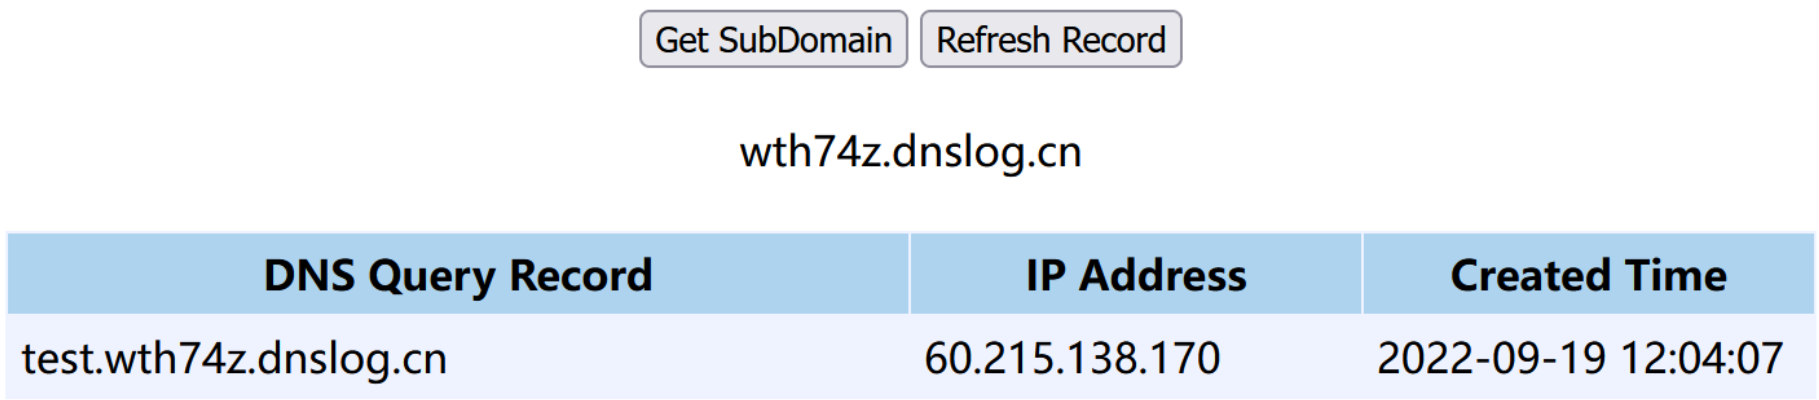 Get SubDomain Refresh Record
wth74z.dnslog.cn
DNS Query Record IP Address Created Time
test.wth74z.dnslog.cn 60.215.138.170 2022-09-19 12:04:07